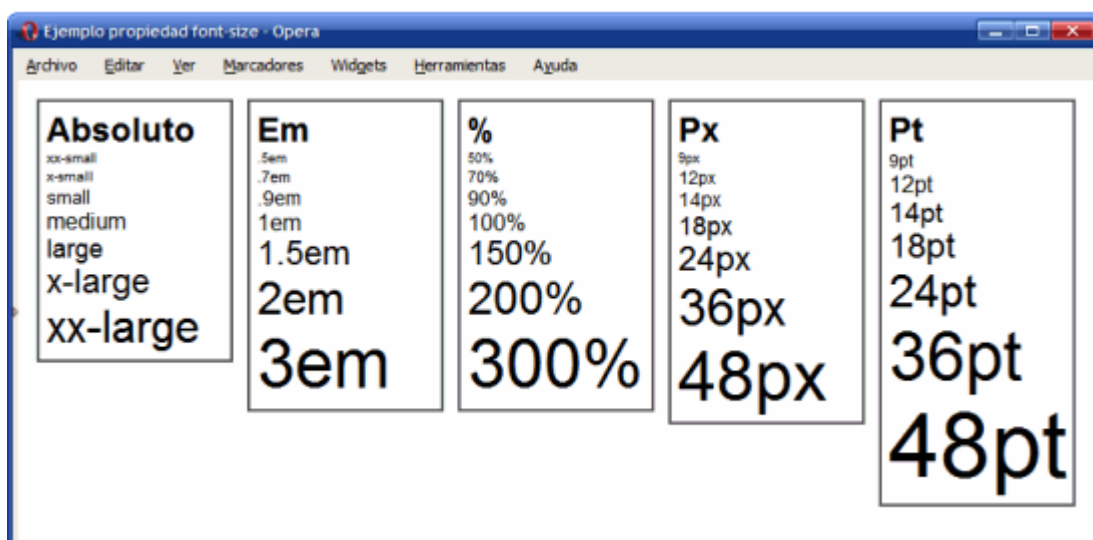 Ejemplo propiedad font-size - Opera
Archivo Editar Ver Marcadores Widgets Herramientas Ayuda
Absoluto
xx-small
x-small
small
medium
large
x-large
xx-large
Em
.5em
.7em
.9em
1em
1.5em
2em
3em
%
50%
70%
90%
100%
150%
200%
300%
Px
9px
12px
14px
18px
24px
36px
48px
Pt
9pt
12pt
14pt
18pt
24pt
36pt
48pt